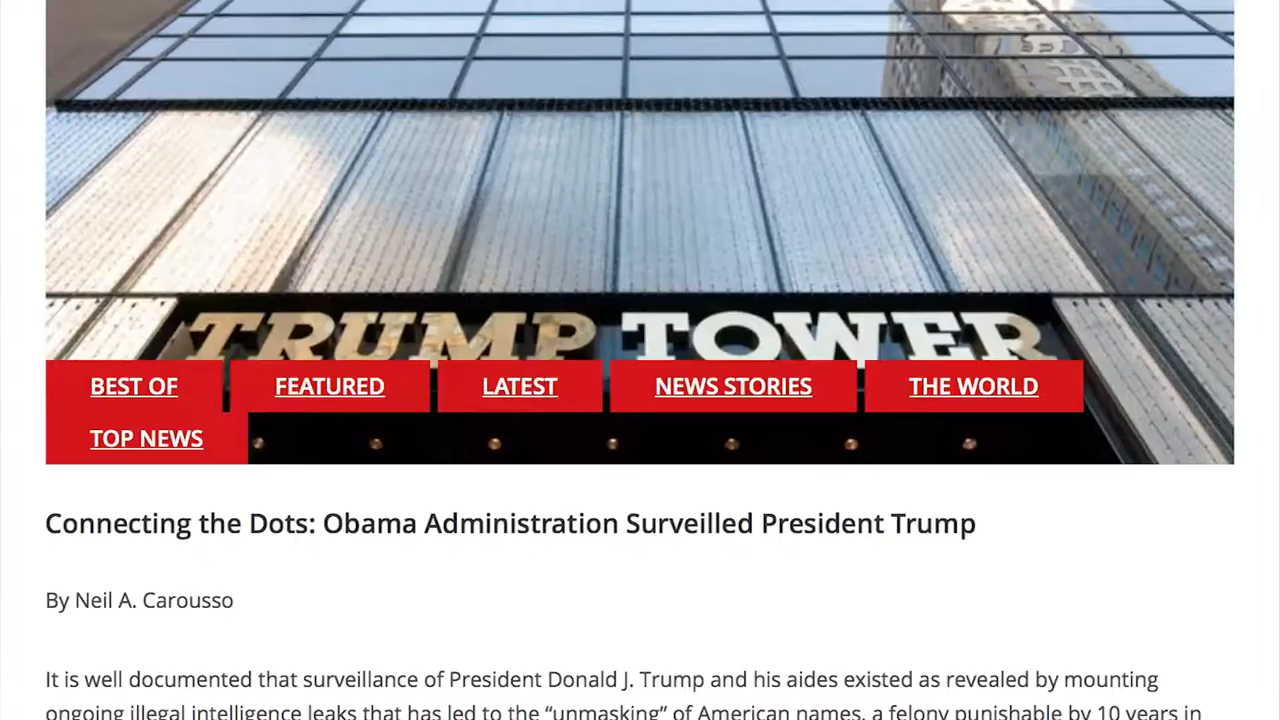 TRUMP TOWER
BEST OF
FEATURED
LATEST
NEWS STORIES
THE WORLD
TOP NEWS
Connecting the Dots: Obama Administration Surveilled President Trump
By Neil A. Carousso
It is well documented that surveillance of President Donald J. Trump and his aides existed as revealed by mounting
ongoing illegal intelligence leaks that has led to the “unmasking” of American names, a felony punishable by 10 years in